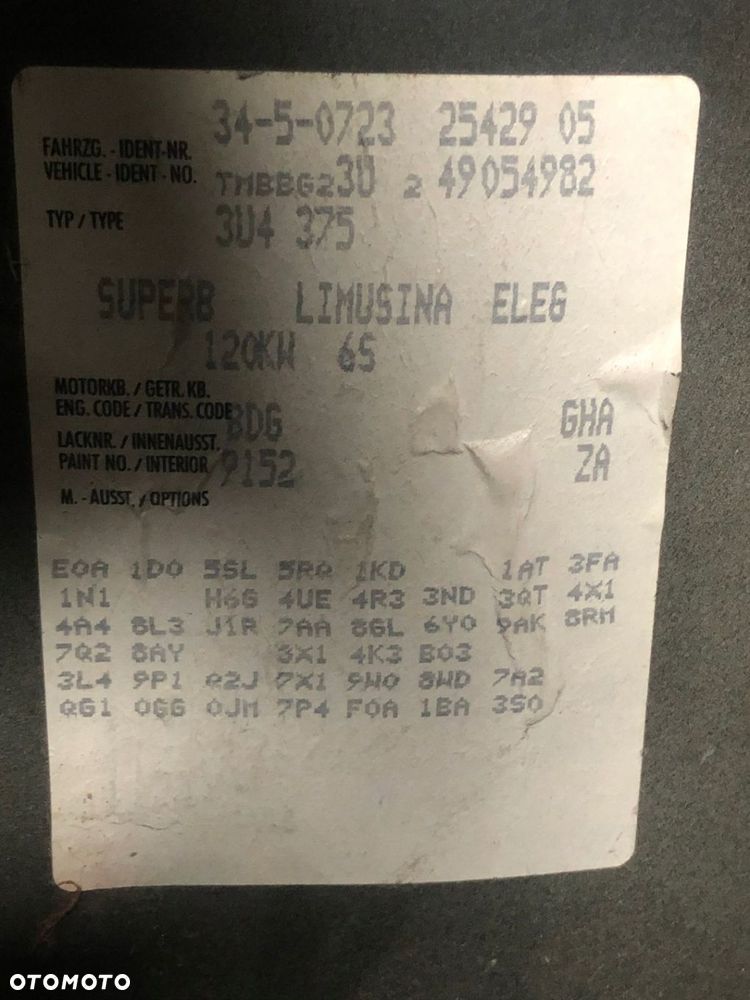 34-5-0723 25429 05
FAHRZG. - IDENT-NR.
VEHICLE - IDENT - NO. TMBBG23U 2 49054982
TYP / TYPE 3U4 375
SUPERB LIMUSINA ELEG
120KW 6S
MOTORKB. / GETR. KB.
ENG. CODE / TRANS. CODE BDG GHA
LACKNR. / INNENAUSST.
PAINT NO. / INTERIOR 9152 ZA
M. - AUSST. / OPTIONS
E0A 1D0 5SL 5RQ 1KD 1AT 3FA
1N1 H6G 4UE 4R3 3ND 3QT 4X1
4A4 8L3 J1R 7AA 8GL 6Y0 9AK 8RM
7Q2 8AY 3X1 4K3 B03
3L4 9P1 Q2J 7X1 9W0 8WD 7A2
QG1 0GG 0JM 7P4 F0A 1BA 3S0
OTOMOTO